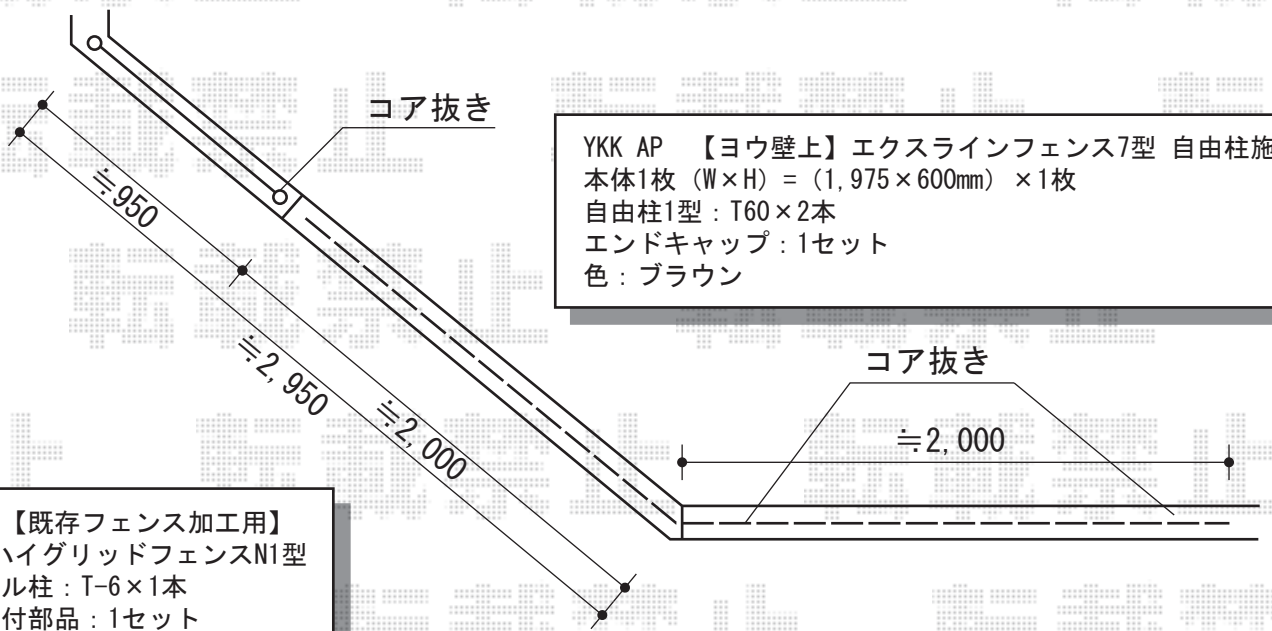 コア抜き
YKK AP 【ヨウ壁上】エクスラインフェンス7型 自由柱施
本体1枚 (W×H) = (1,975×600mm) ×1枚
自由柱1型：T60×2本
エンドキャップ：1セット
色：ブラウン
≒950
≒2,950
≒2,000
コア抜き
≒2,000
【既存フェンス加工用】
ハイグリッドフェンスN1型
ル柱：T-6×1本
付部品：1セット
転載禁止